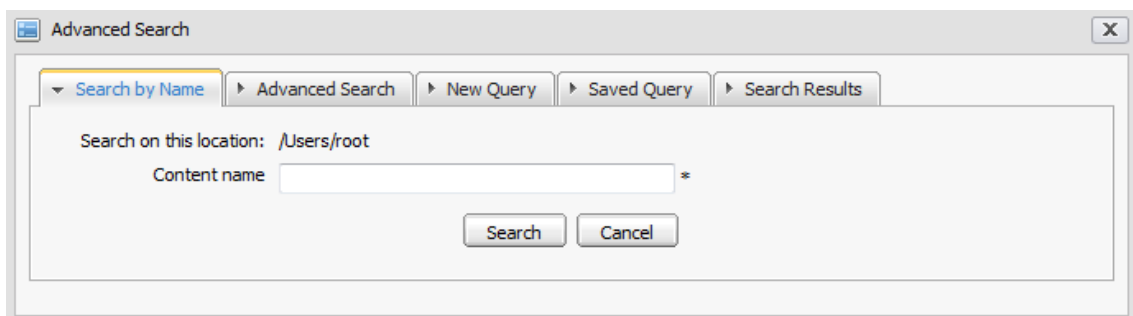 Advanced Search
Search by Name Advanced Search New Query Saved Query Search Results
Search on this location: /Users/root
Content name *
Search Cancel